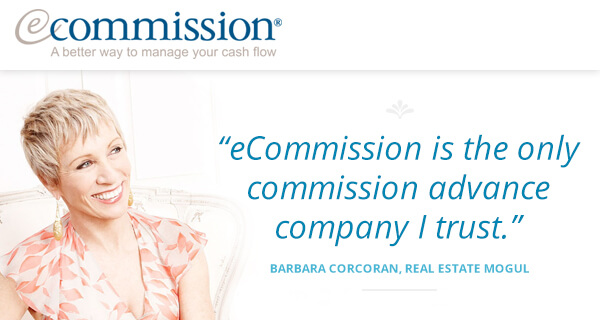 ecommission®
A better way to manage your cash flow
“eCommission is the only
commission advance
company I trust.”
BARBARA CORCORAN, REAL ESTATE MOGUL